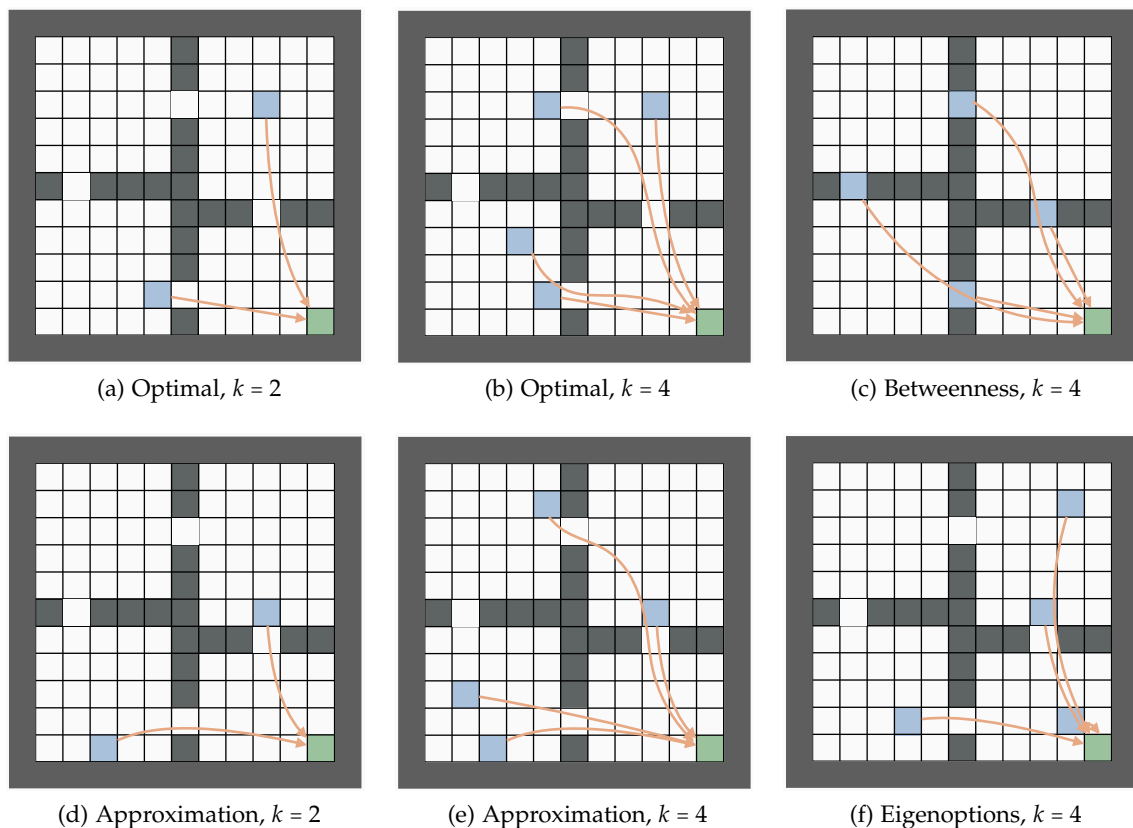 (a) Optimal, k = 2
(b) Optimal, k = 4
(c) Betweenness, k = 4
(d) Approximation, k = 2
(e) Approximation, k = 4
(f) Eigenoptions, k = 4